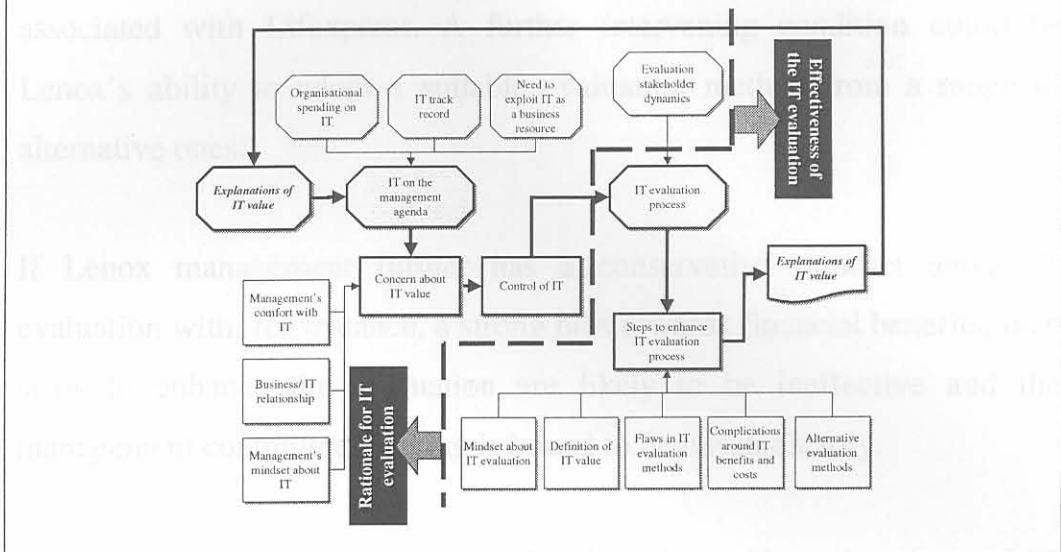 associated with Lifexpress. A further intervening condition could be
Lenox's ability to
from a
alternative ones.
Organisational
spending on
IT.
IT track
record
Need to
exploit IT as
a business
resource
Evaluation
stakeholder
dynamics
Effectiveness of
the IT evaluation
Explanations of
IT value
IT on the
management
agenda
IT evaluation
process
If Lenox management
has a conservative
evaluation with, for instance, a strong
financial benefits,
to enhance the
are likely to be ineffective and the
management
Concern about
IT value
Control of IT
Explanations of
IT value
Management's
comfort with
IT
Business/ IT
relationship
Management's
mindset about
IT
Rationale for IT
evaluation
Steps to enhance
IT evaluation
process
Mindset about
IT evaluation
Definition of
IT value
Flaws in IT
evaluation
methods
Complications
around IT
benefits and
costs
Alternative
evaluation
methods